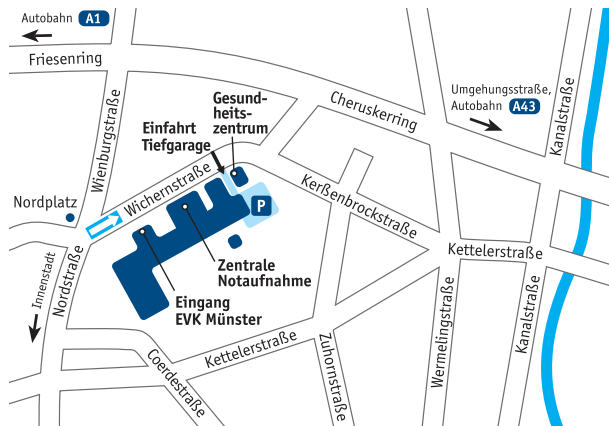 Autobahn A1
Friesenring
Wienburgstraße
Gesund-
heits-
zentrum
Einfahrt
Tiefgarage
Cheruskerring
Umgehungsstraße,
Autobahn A43
Kanalstraße
Nordplatz
Wichernstraße
Kerßenbrockstraße
P
Kettelerstraße
Innenstadt
Nordstraße
Zentrale
Notaufnahme
Eingang
EVK Münster
Wermelingstraße
Kanalstraße
Kettelerstraße
Coerdestraße
Zuhornstraße